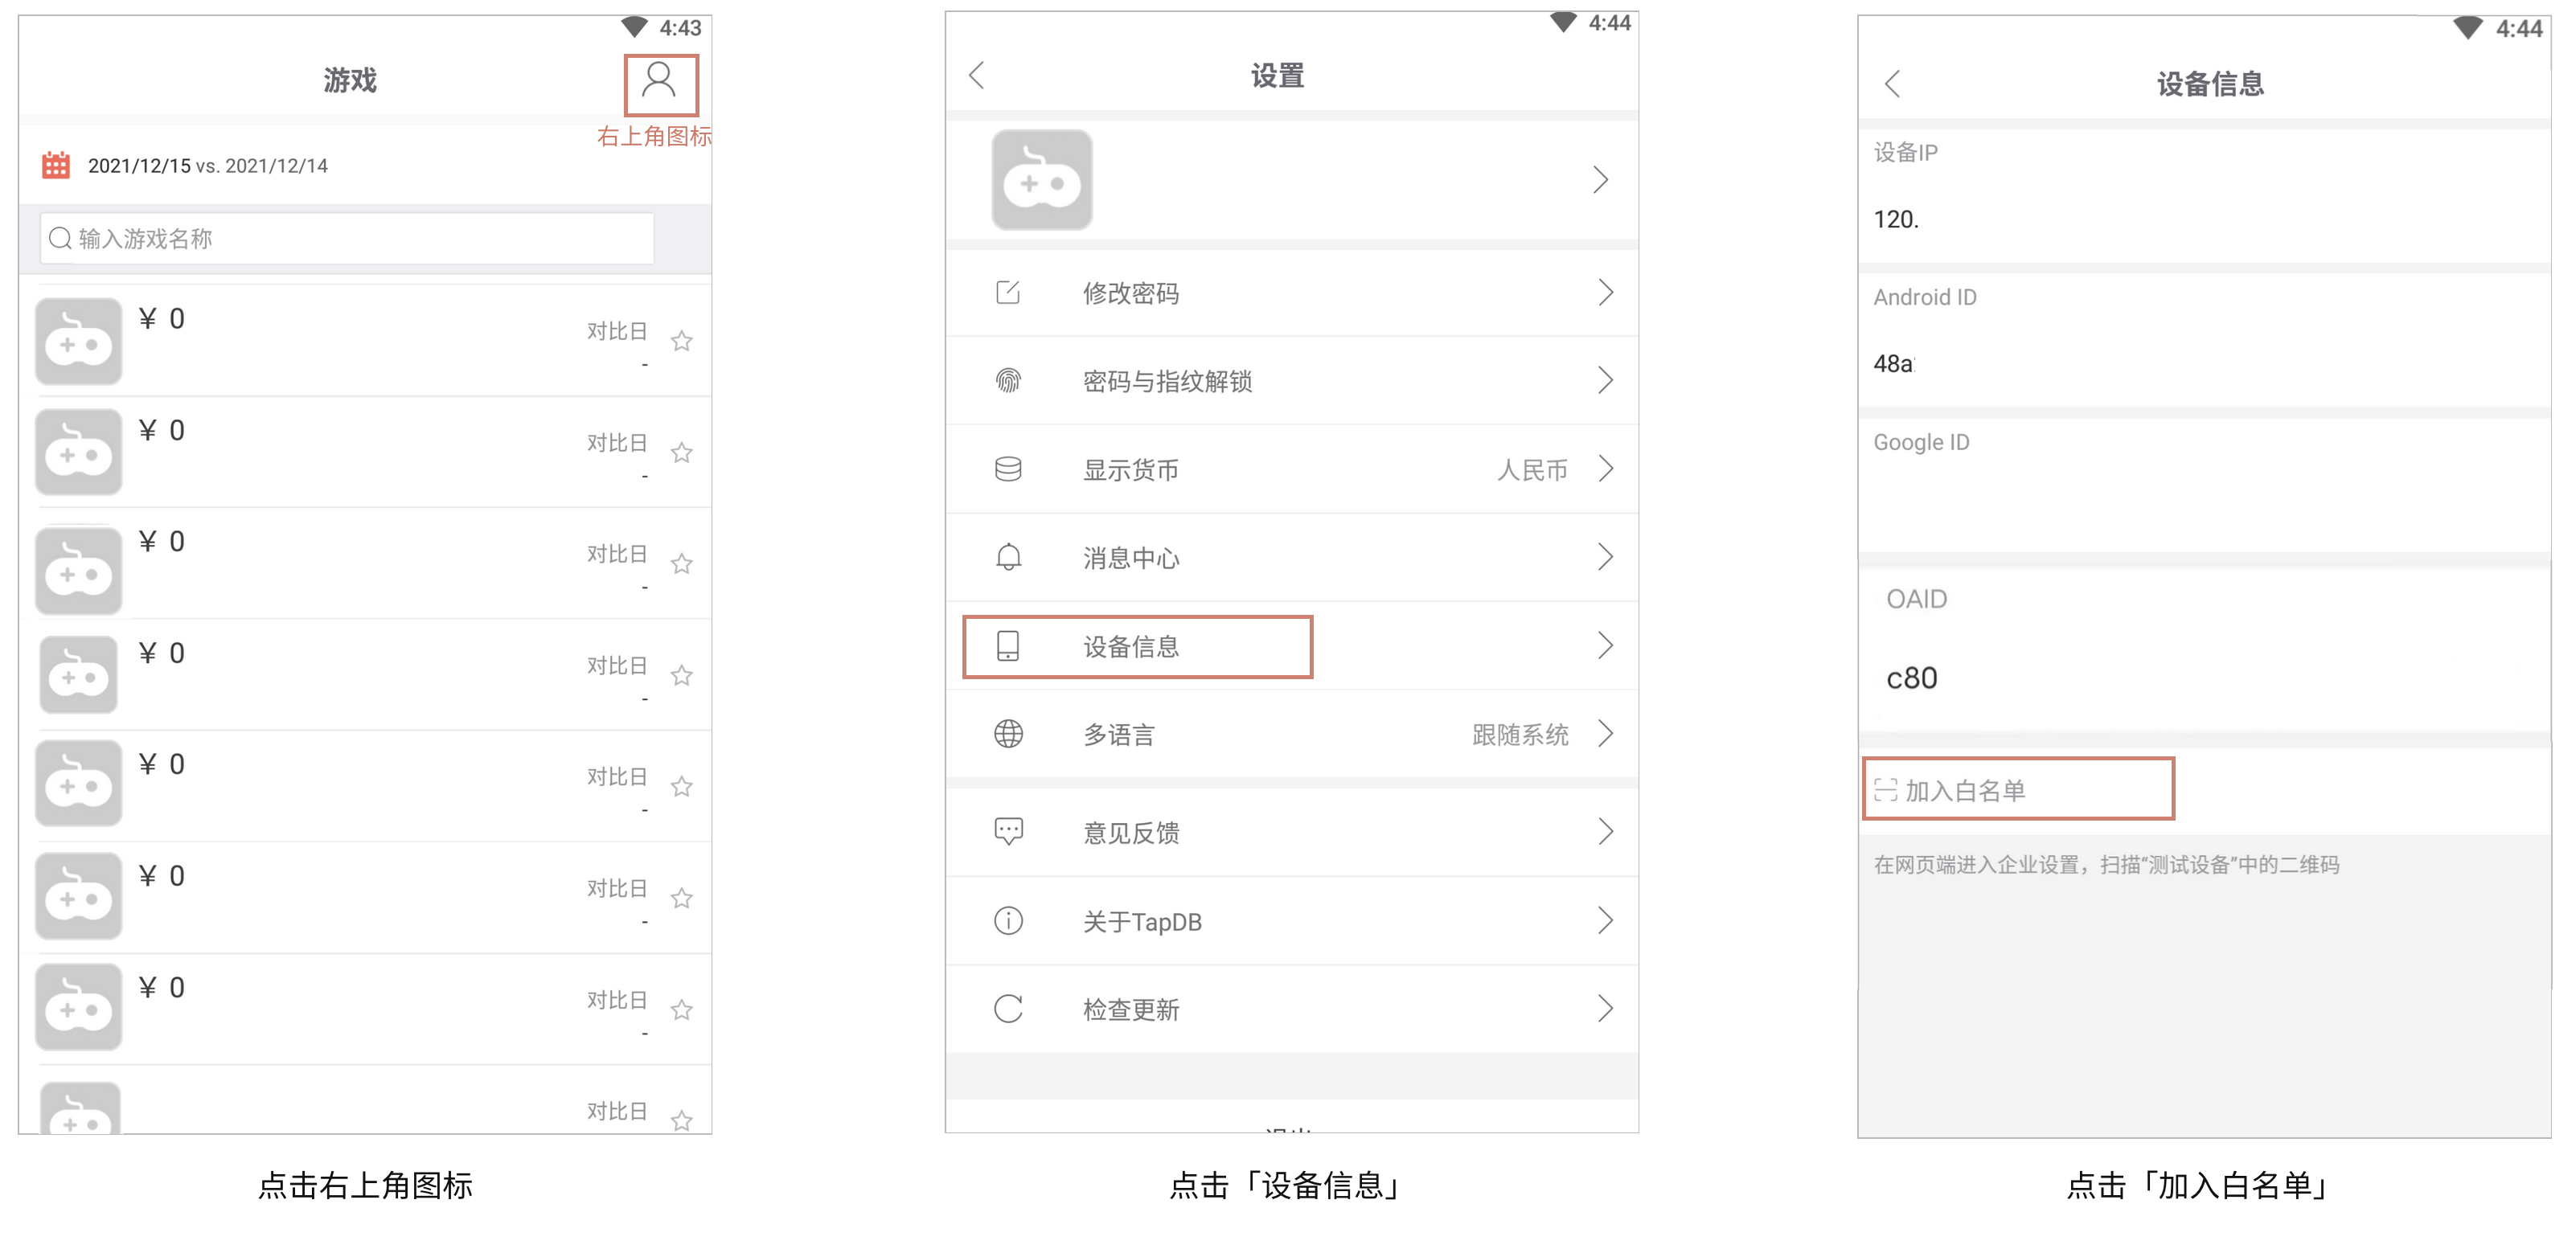 4:43
游戏
右上角图标
2021/12/15 vs. 2021/12/14
输入游戏名称
¥ 0
对比日
-
¥ 0
对比日
-
¥ 0
对比日
-
¥ 0
对比日
-
¥ 0
对比日
-
¥ 0
对比日
-
¥ 0
对比日
-
对比日
点击右上角图标
4:44
设置
修改密码
密码与指纹解锁
显示货币 人民币
消息中心
设备信息
多语言 跟随系统
意见反馈
关于TapDB
检查更新
点击「设备信息」
4:44
设备信息
设备IP
120.
Android ID
48a
Google ID
OAID
c80
加入白名单
在网页端进入企业设置，扫描“测试设备”中的二维码
点击「加入白名单」